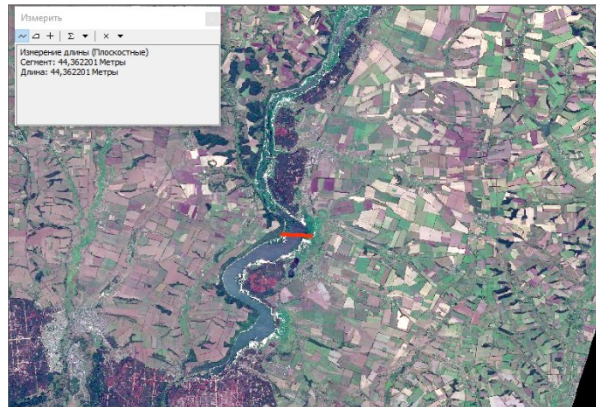 Измерить
Измерение длины (Плоскостные)
Сегмент: 44,362201 Метры
Длина: 44,362201 Метры